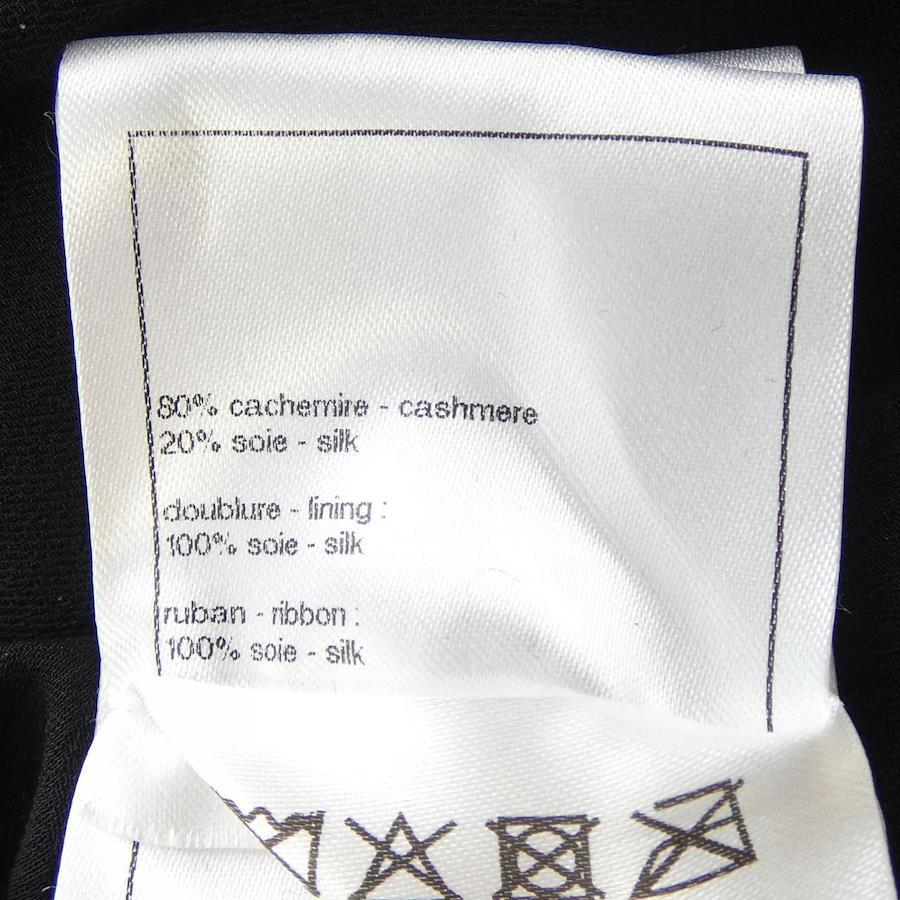 80% cachemire - cashmere
20% soie - silk
doublure - lining :
100% soie - silk
ruban - ribbon :
100% soie - silk